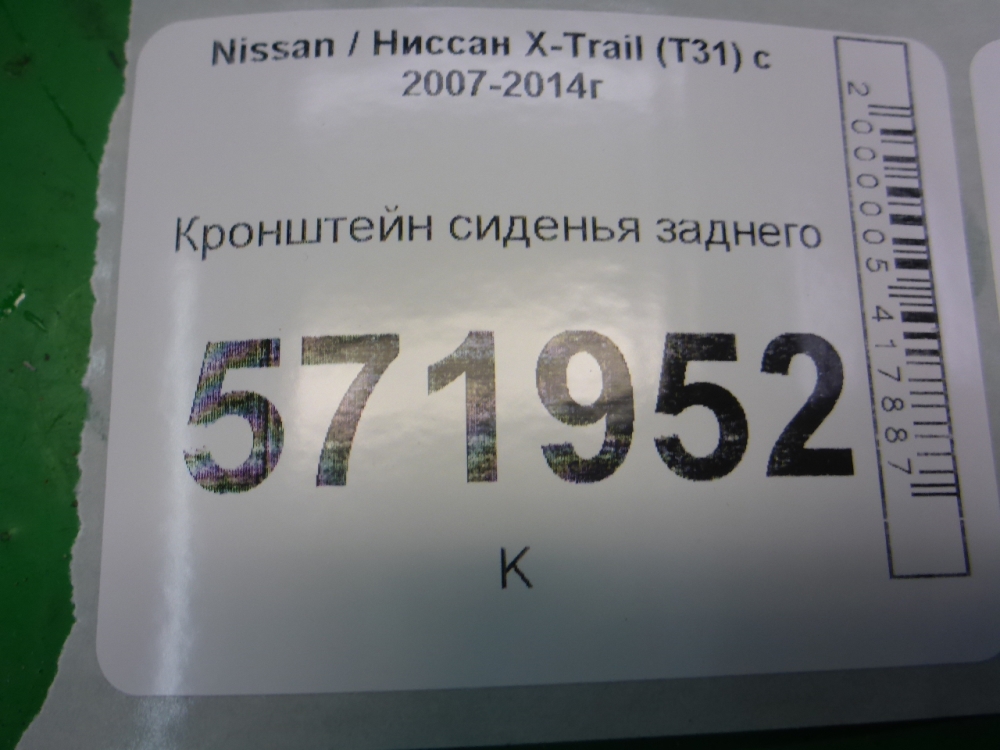 Nissan / Ниссан X-Trail (T31) с
2007-2014г
Кронштейн сиденья заднего
571952
К
2000005417887